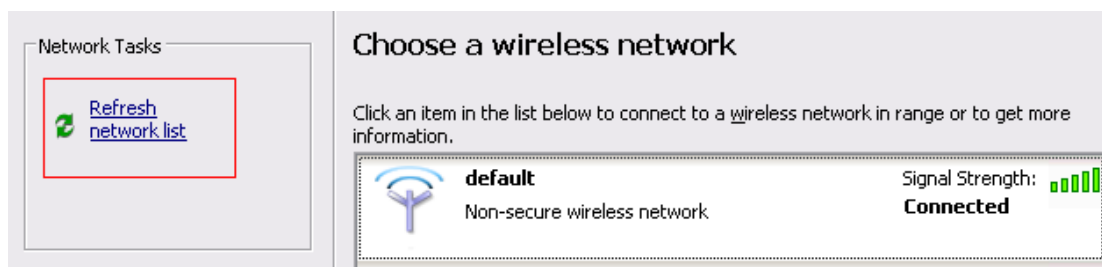 Network Tasks
Refresh
network list
Choose a wireless network
Click an item in the list below to connect to a wireless network in range or to get more
information.
default
Signal Strength:
Non-secure wireless network
Connected